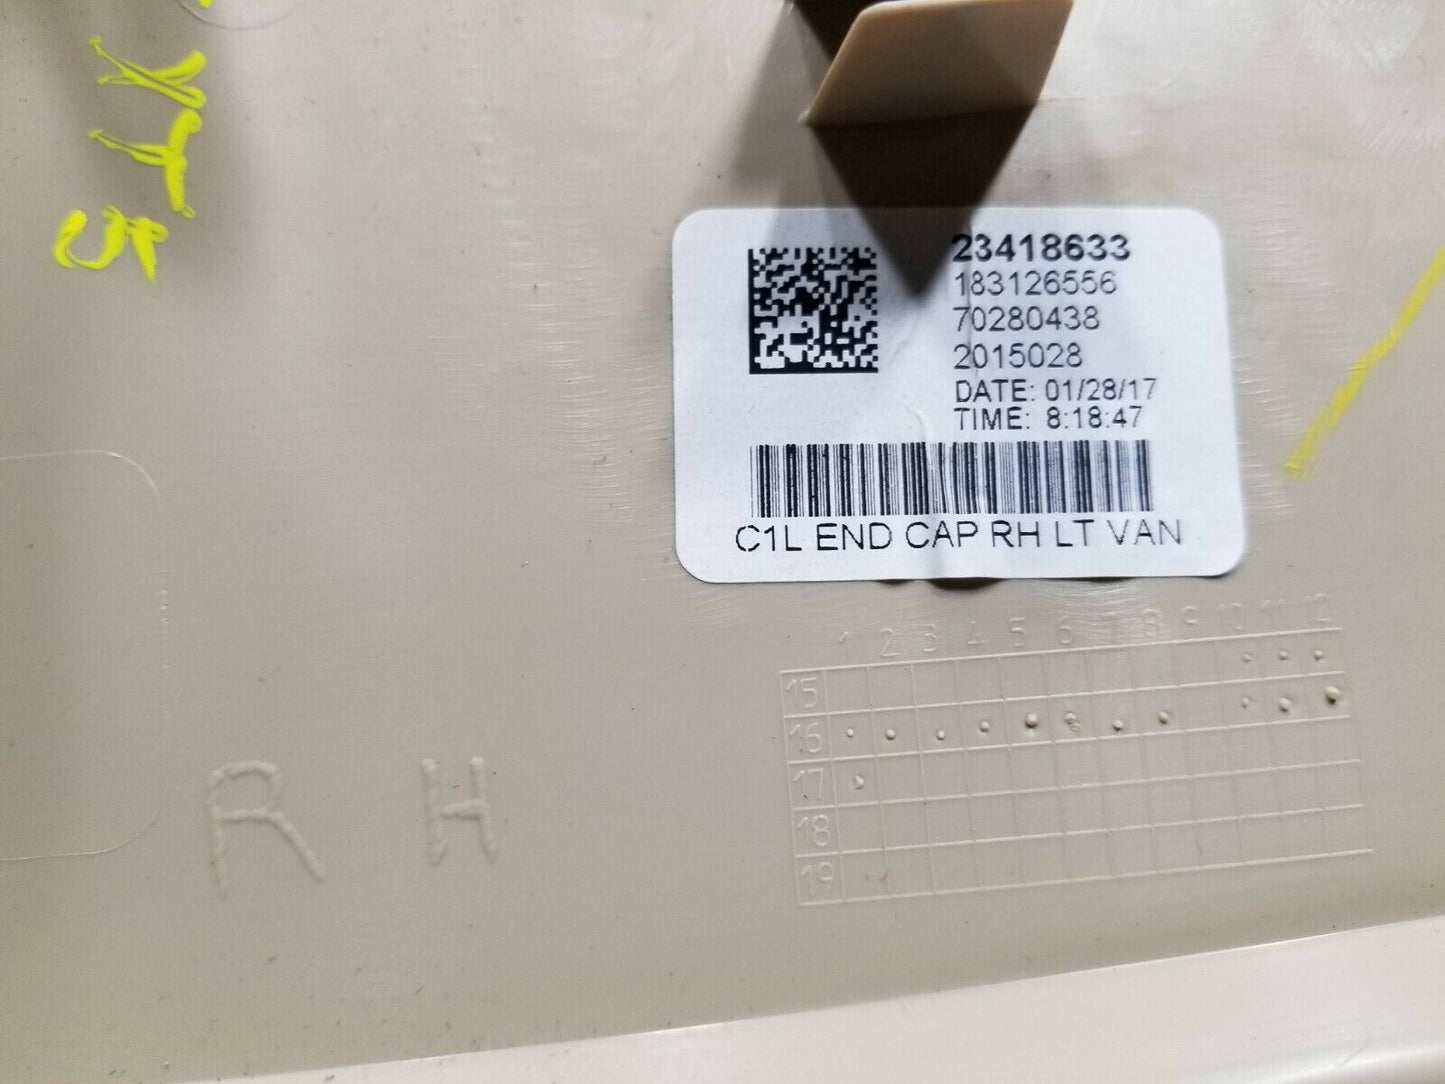 XT5
23418633
183126556
70280438
2015028
DATE: 01/28/17
TIME: 8:18:47
C1L END CAP RH LT VAN
1 2 3 4 5 6 7 8 9 10 11 12
15
16
17
18
19
R H